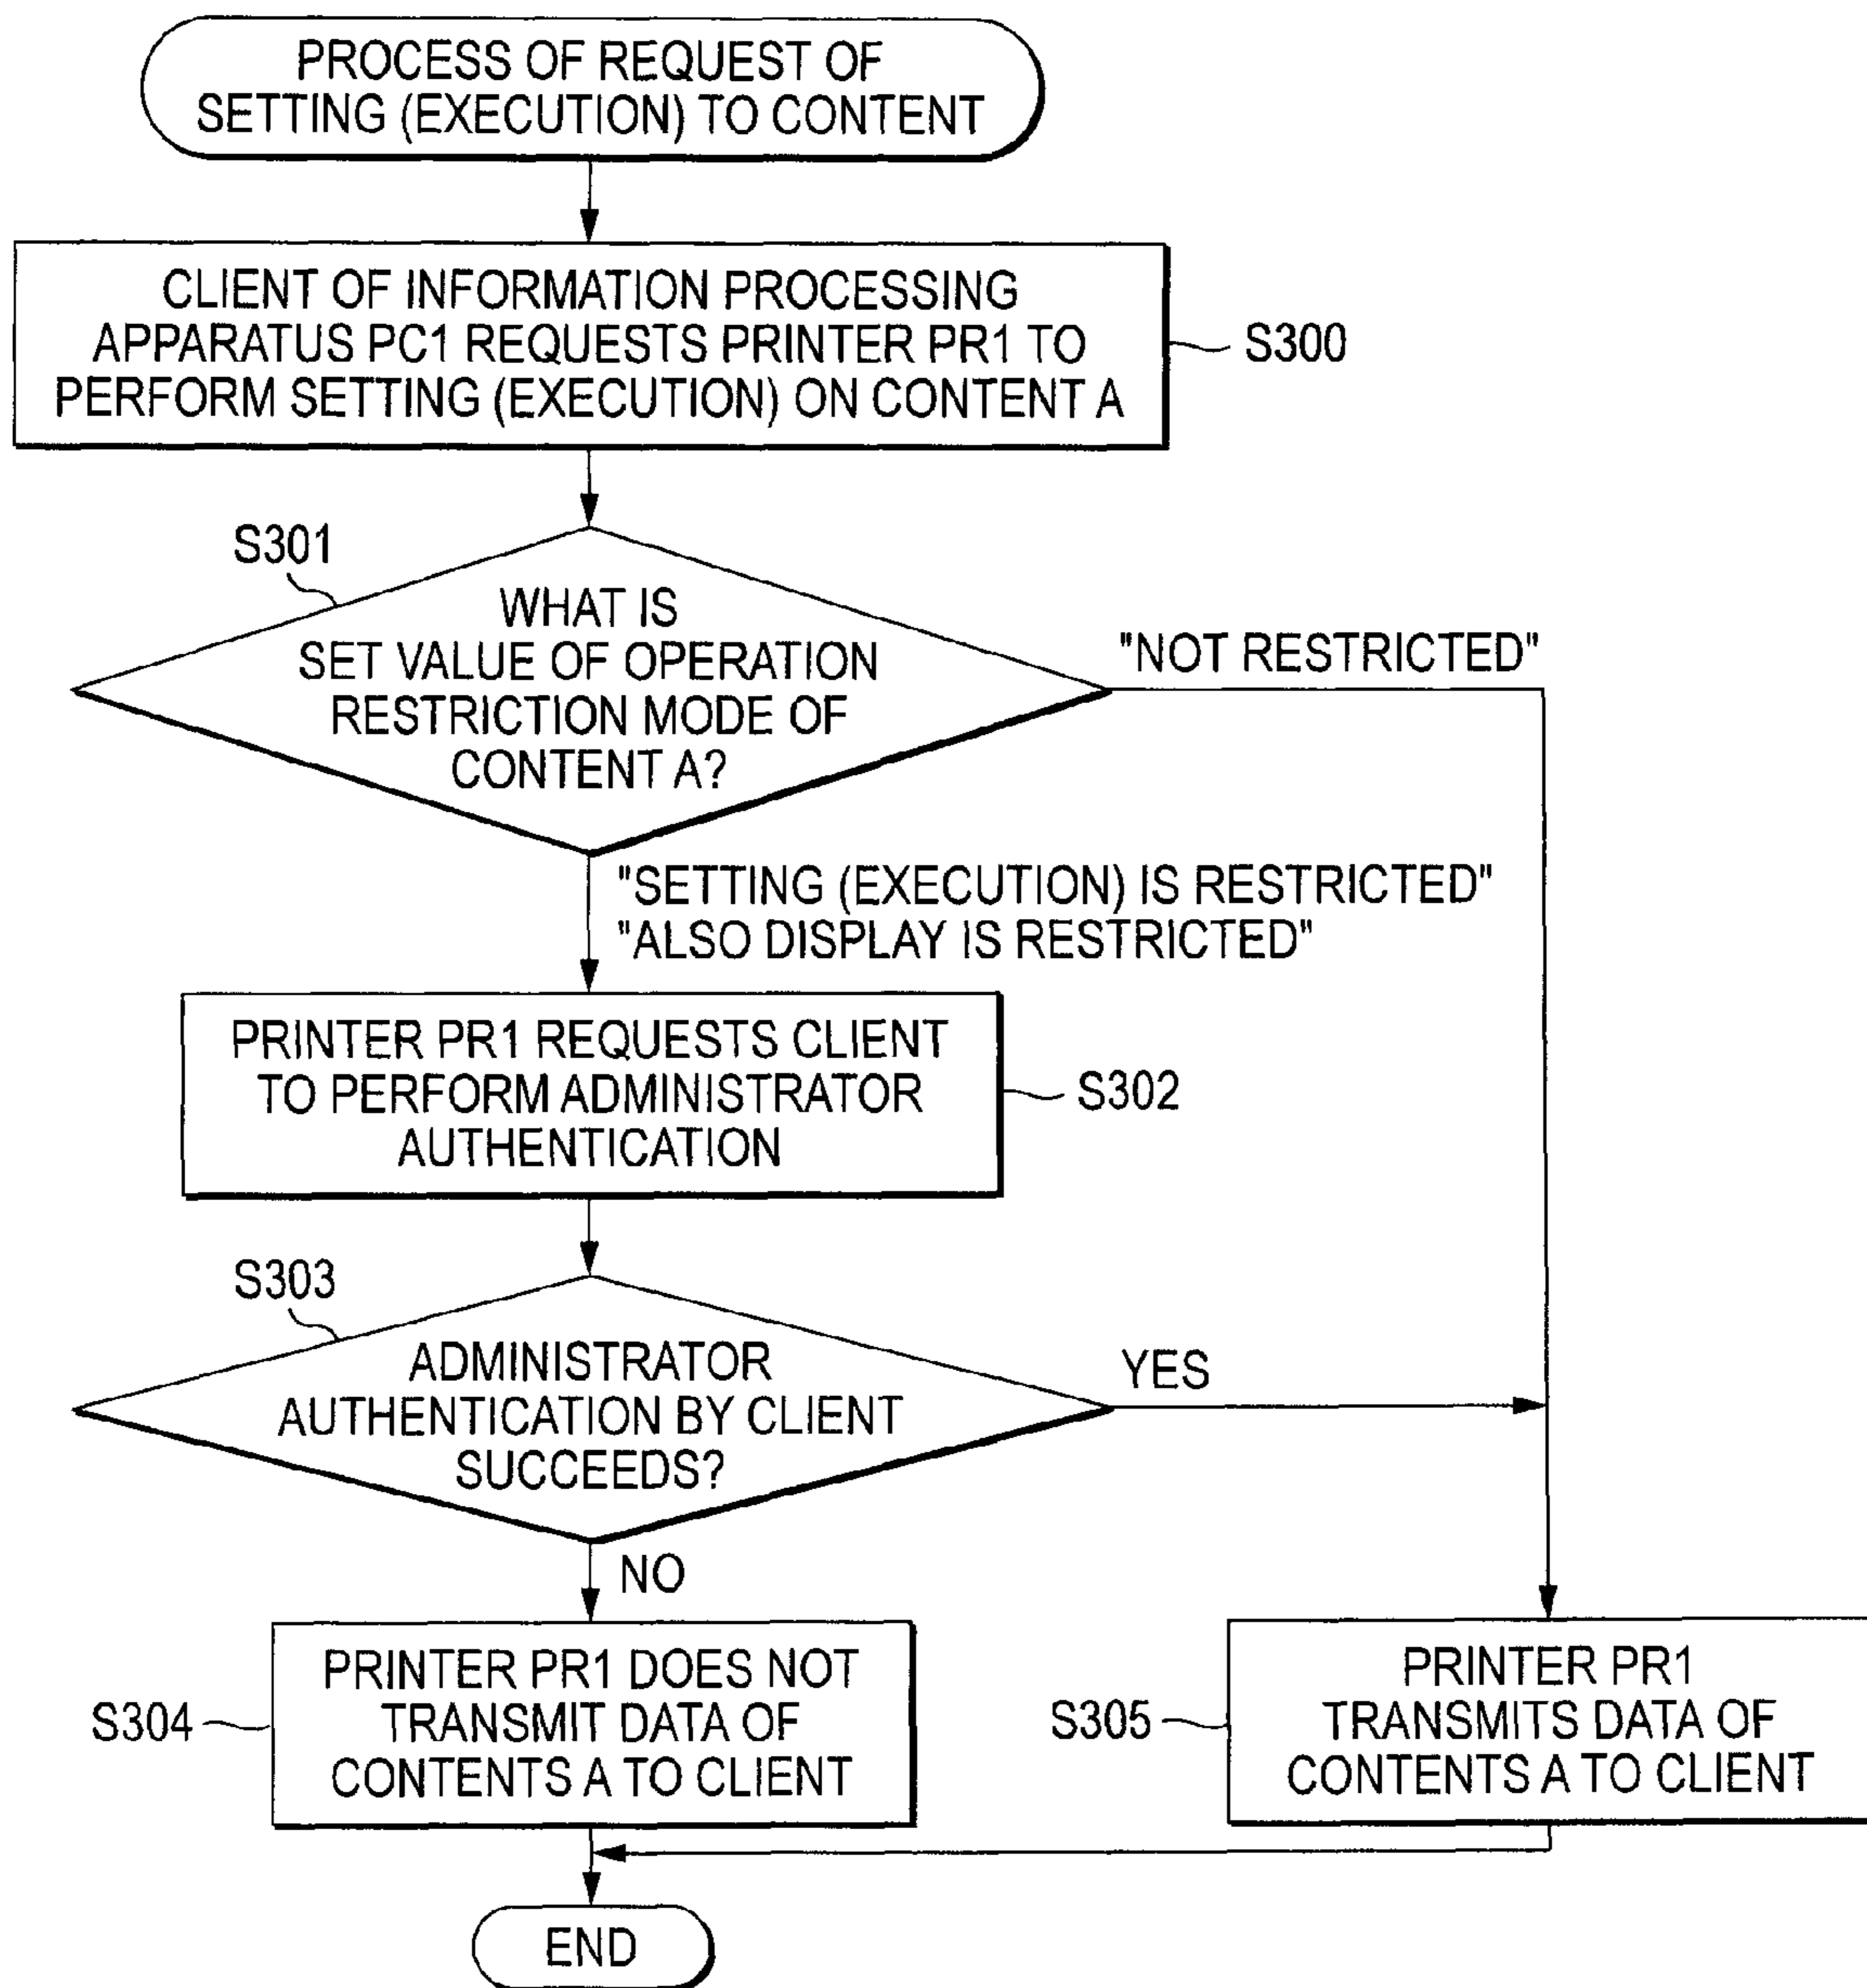 PROCESS OF REQUEST OF
SETTING (EXECUTION) TO CONTENT
CLIENT OF INFORMATION PROCESSING
APPARATUS PC1 REQUESTS PRINTER PR1 TO
PERFORM SETTING (EXECUTION) ON CONTENT A
S300
S301
WHAT IS
SET VALUE OF OPERATION
RESTRICTION MODE OF
CONTENT A?
"NOT RESTRICTED"
"SETTING (EXECUTION) IS RESTRICTED"
"ALSO DISPLAY IS RESTRICTED"
PRINTER PR1 REQUESTS CLIENT
TO PERFORM ADMINISTRATOR
AUTHENTICATION
S302
S303
ADMINISTRATOR
AUTHENTICATION BY CLIENT
SUCCEEDS?
YES
NO
S304
PRINTER PR1 DOES NOT
TRANSMIT DATA OF
CONTENTS A TO CLIENT
S305
PRINTER PR1
TRANSMITS DATA OF
CONTENTS A TO CLIENT
END